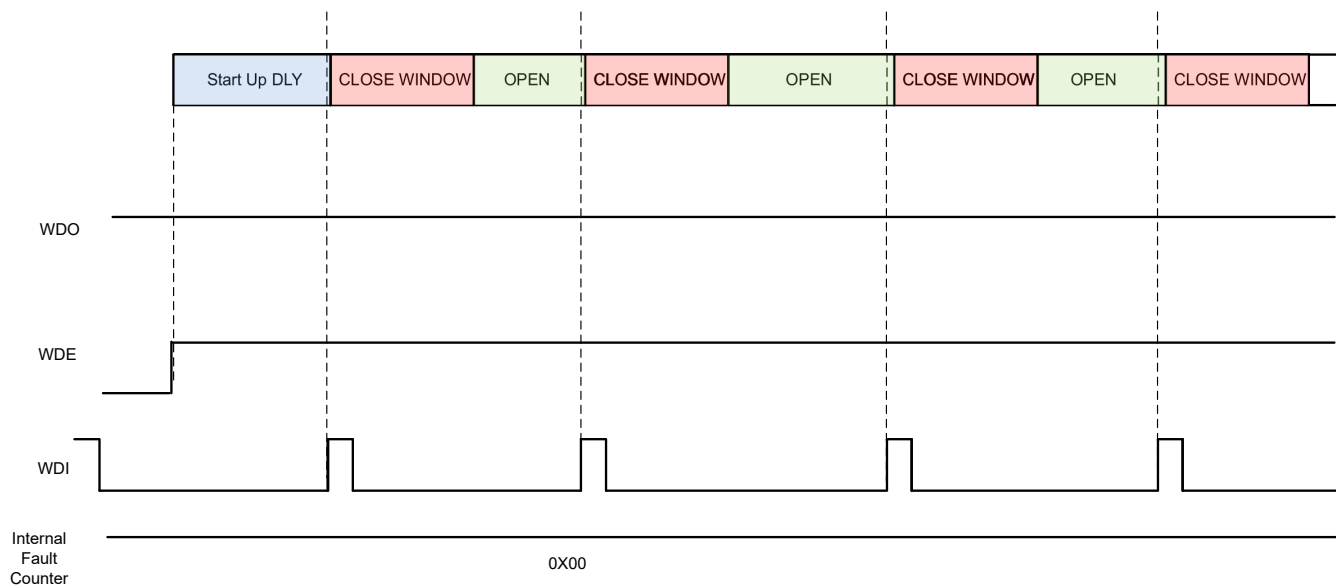 Start Up DLY
CLOSE WINDOW
OPEN
CLOSE WINDOW
OPEN
CLOSE WINDOW
OPEN
CLOSE WINDOW
WDO
WDE
WDI
Internal
Fault
Counter
0X00